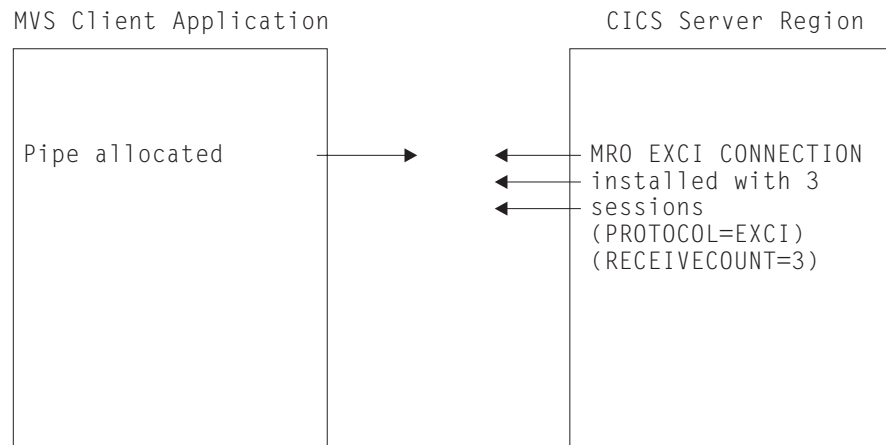 MVS Client Application
CICS Server Region
Pipe allocated
MRO EXCI CONNECTION
installed with 3
sessions
(PROTOCOL=EXCI)
(RECEIVECOUNT=3)